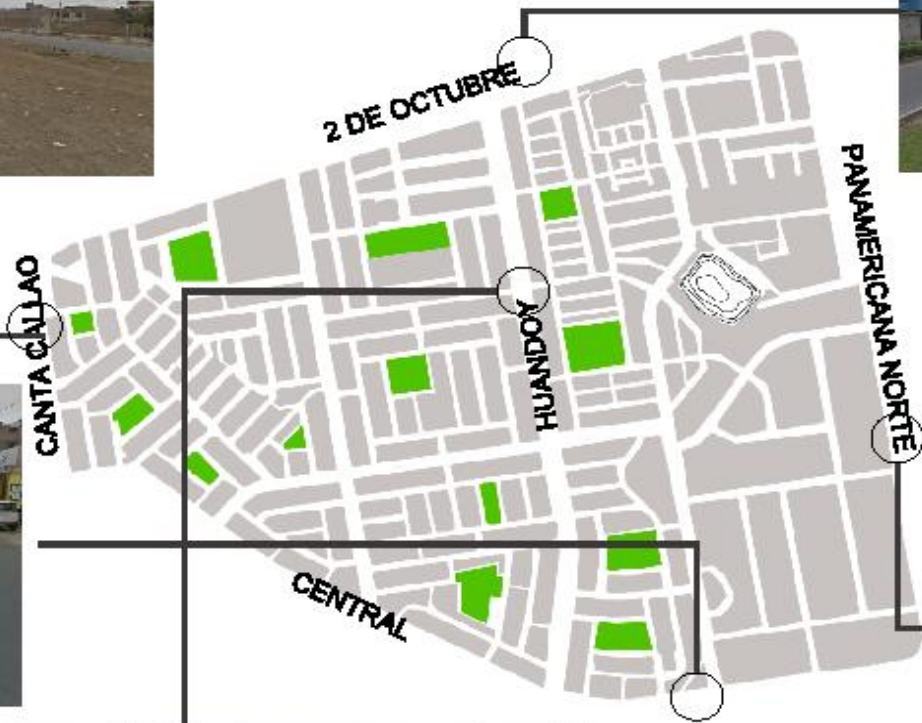 2 DE OCTUBRE
PANAMERICANA NORTE
CANTA CALLAO
HUANDOY
CENTRAL